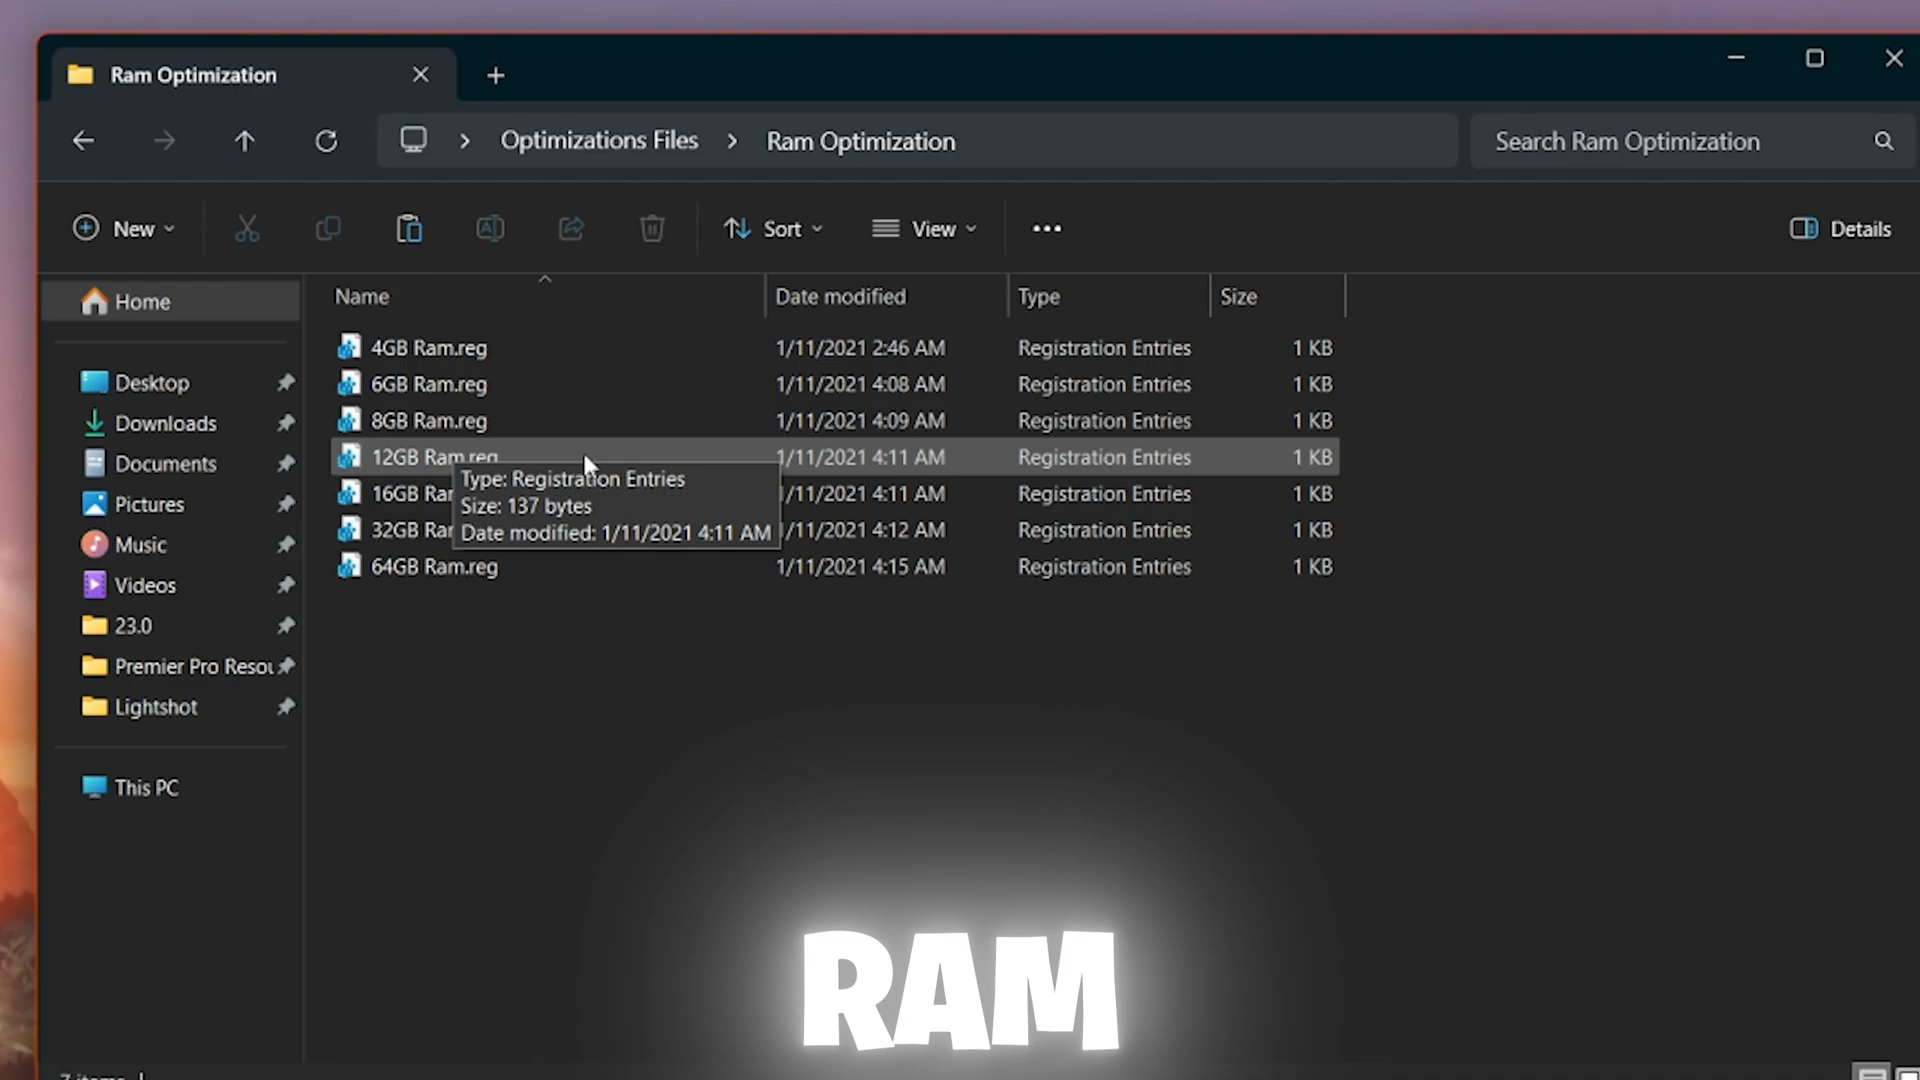 Ram Optimization
Optimizations Files
Ram Optimization
Search Ram Optimization
New
Sort
View
Details
Home
Desktop
Downloads
Documents
Pictures
Music
Videos
23.0
Premier Pro Resou
Lightshot
This PC
Name Date modified Type Size
4GB Ram.reg 1/11/2021 2:46 AM Registration Entries 1 KB
6GB Ram.reg 1/11/2021 4:08 AM Registration Entries 1 KB
8GB Ram.reg 1/11/2021 4:09 AM Registration Entries 1 KB
12GB Ram.reg 1/11/2021 4:11 AM Registration Entries 1 KB
16GB Ra 1/11/2021 4:11 AM Registration Entries 1 KB
32GB Ra 1/11/2021 4:12 AM Registration Entries 1 KB
64GB Ram.reg 1/11/2021 4:15 AM Registration Entries 1 KB
Type: Registration Entries
Size: 137 bytes
Date modified: 1/11/2021 4:11 AM
RAM